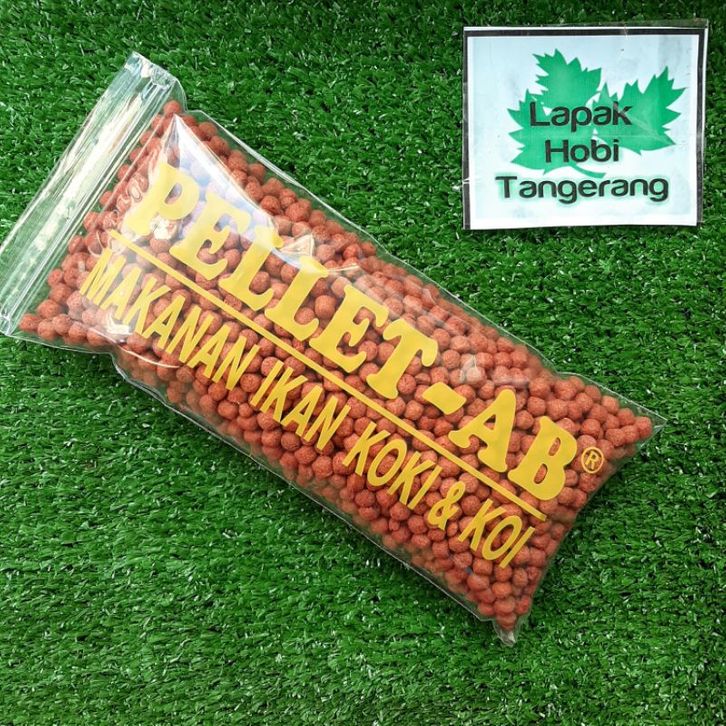 PELLET-AB®
MAKANAN IKAN KOKI & KOI
Lapak
Hobi
Tangerang